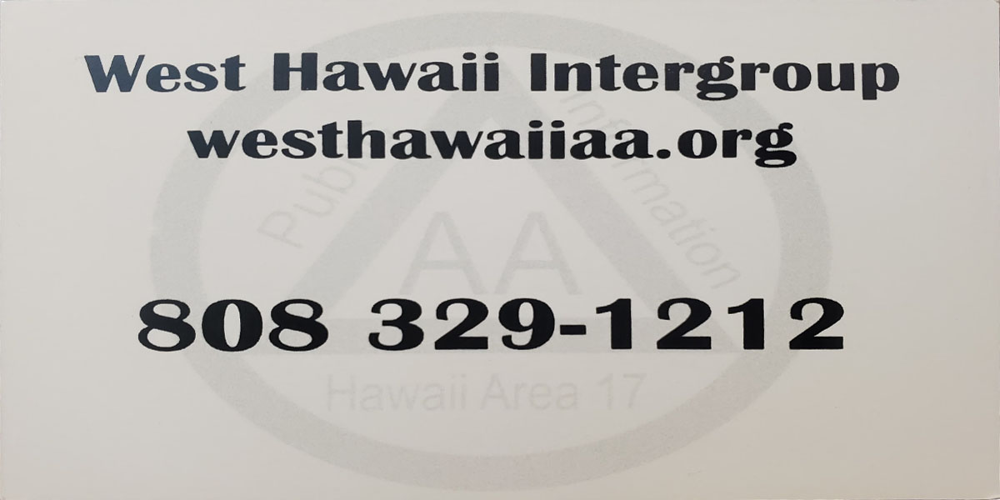 West Hawaii Intergroup
westhawaiiaa.org
Public Information
AA
808 329-1212
Hawaii Area 17